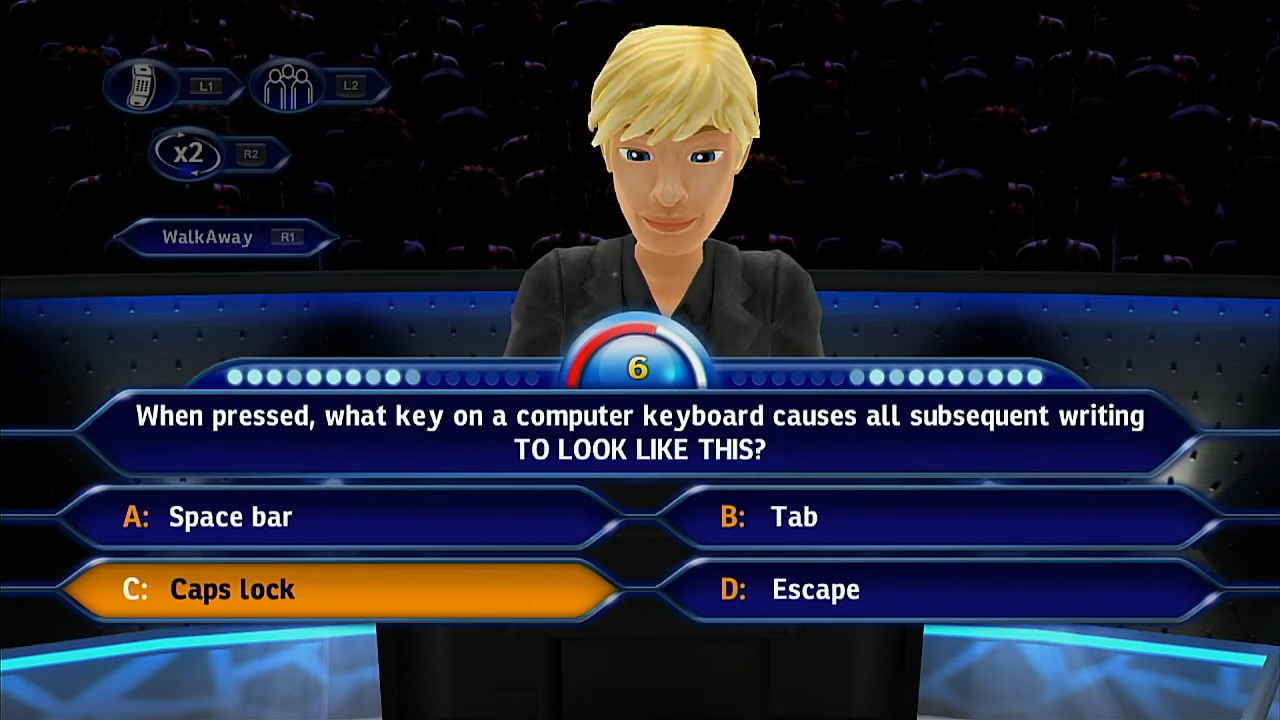 L1
L2
x2
R2
WalkAway R1
6
When pressed, what key on a computer keyboard causes all subsequent writing
TO LOOK LIKE THIS?
A: Space bar
B: Tab
C: Caps lock
D: Escape